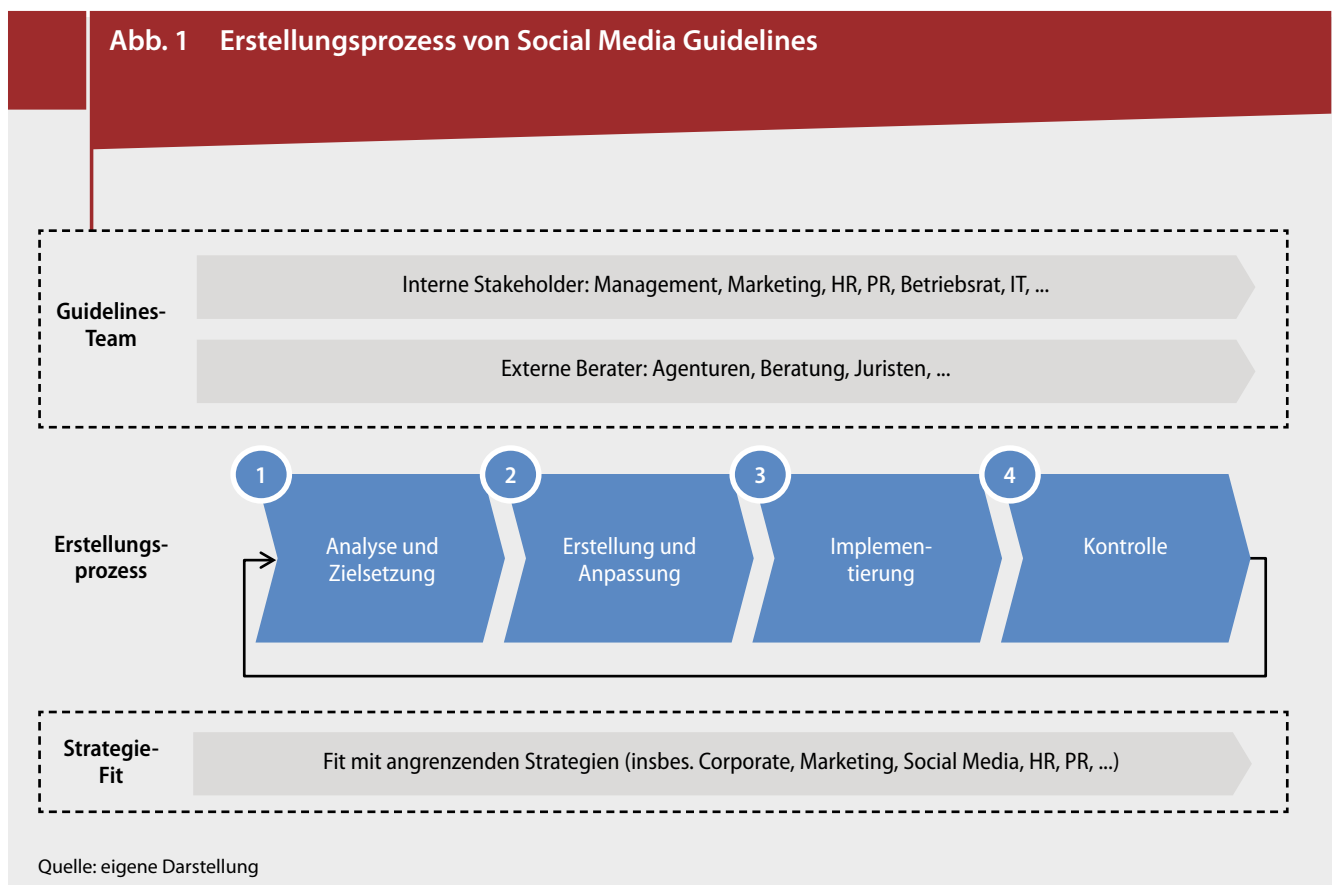 Abb. 1 Erstellungsprozess von Social Media Guidelines
Guidelines-
Team
Interne Stakeholder: Management, Marketing, HR, PR, Betriebsrat, IT, ...
Externe Berater: Agenturen, Beratung, Juristen, ...
Erstellungs-
prozess
1
Analyse und
Zielsetzung
2
Erstellung und
Anpassung
3
Implemen-
tierung
4
Kontrolle
Strategie-
Fit
Fit mit angrenzenden Strategien (insbes. Corporate, Marketing, Social Media, HR, PR, ...)
Quelle: eigene Darstellung